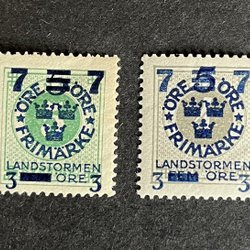 7 5 7
ÖRE ÖRE
FRIMÄRKE
LANDSTORMEN
3 ÖRE 3
7 5 7
ÖRE ÖRE
FRIMÄRKE
LANDSTORMEN
3 FEM ÖRE 3